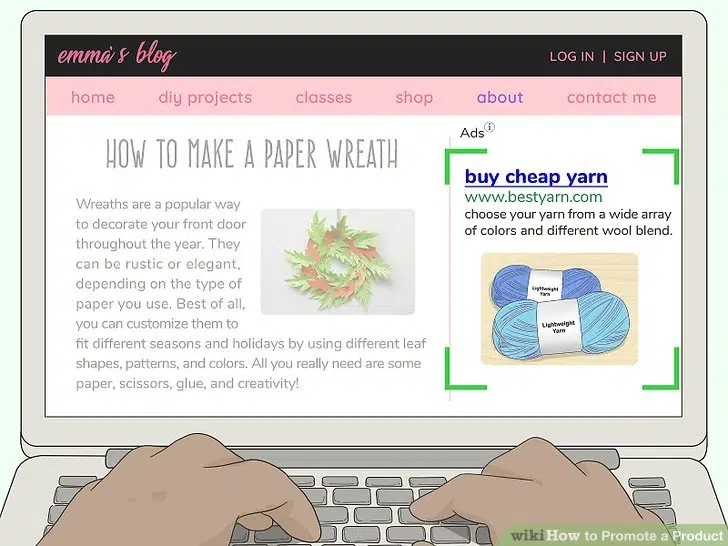 emma's blog
LOG IN | SIGN UP
home diy projects classes shop about contact me
HOW TO MAKE A PAPER WREATH
Wreaths are a popular way
to decorate your front door
throughout the year. They
can be rustic or elegant,
depending on the type of
paper you use. Best of all,
you can customize them to
fit different seasons and holidays by using different leaf
shapes, patterns, and colors. All you really need are some
paper, scissors, glue, and creativity!
Ads
buy cheap yarn
www.bestyarn.com
choose your yarn from a wide array
of colors and different wool blend.
Lightweight
Yarn
Lightweight
Yarn
wikiHow to Promote a Product